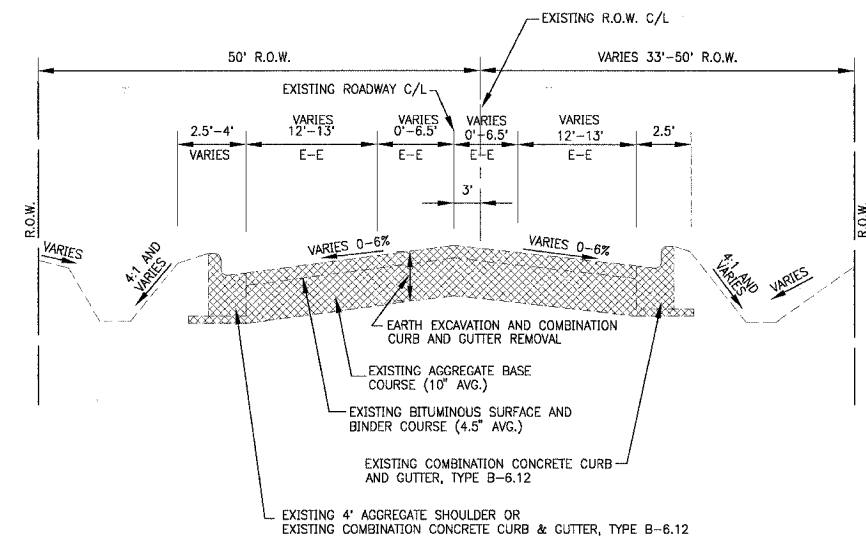 EXISTING R.O.W. C/L
50' R.O.W.
VARIES 33'-50' R.O.W.
EXISTING ROADWAY C/L
2.5'-4'
VARIES
VARIES
12'-13'
E-E
VARIES
0'-6.5'
E-E
VARIES
0'-6.5'
E-E
VARIES
12'-13'
E-E
2.5'
3'
R.O.W.
R.O.W.
VARIES
4:1 AND
VARIES
VARIES 0-6%
VARIES 0-6%
4:1 AND
VARIES
VARIES
EARTH EXCAVATION AND COMBINATION
CURB AND GUTTER REMOVAL
EXISTING AGGREGATE BASE
COURSE (10" AVG.)
EXISTING BITUMINOUS SURFACE AND
BINDER COURSE (4.5" AVG.)
EXISTING COMBINATION CONCRETE CURB
AND GUTTER, TYPE B-6.12
EXISTING 4' AGGREGATE SHOULDER OR
EXISTING COMBINATION CONCRETE CURB & GUTTER, TYPE B-6.12